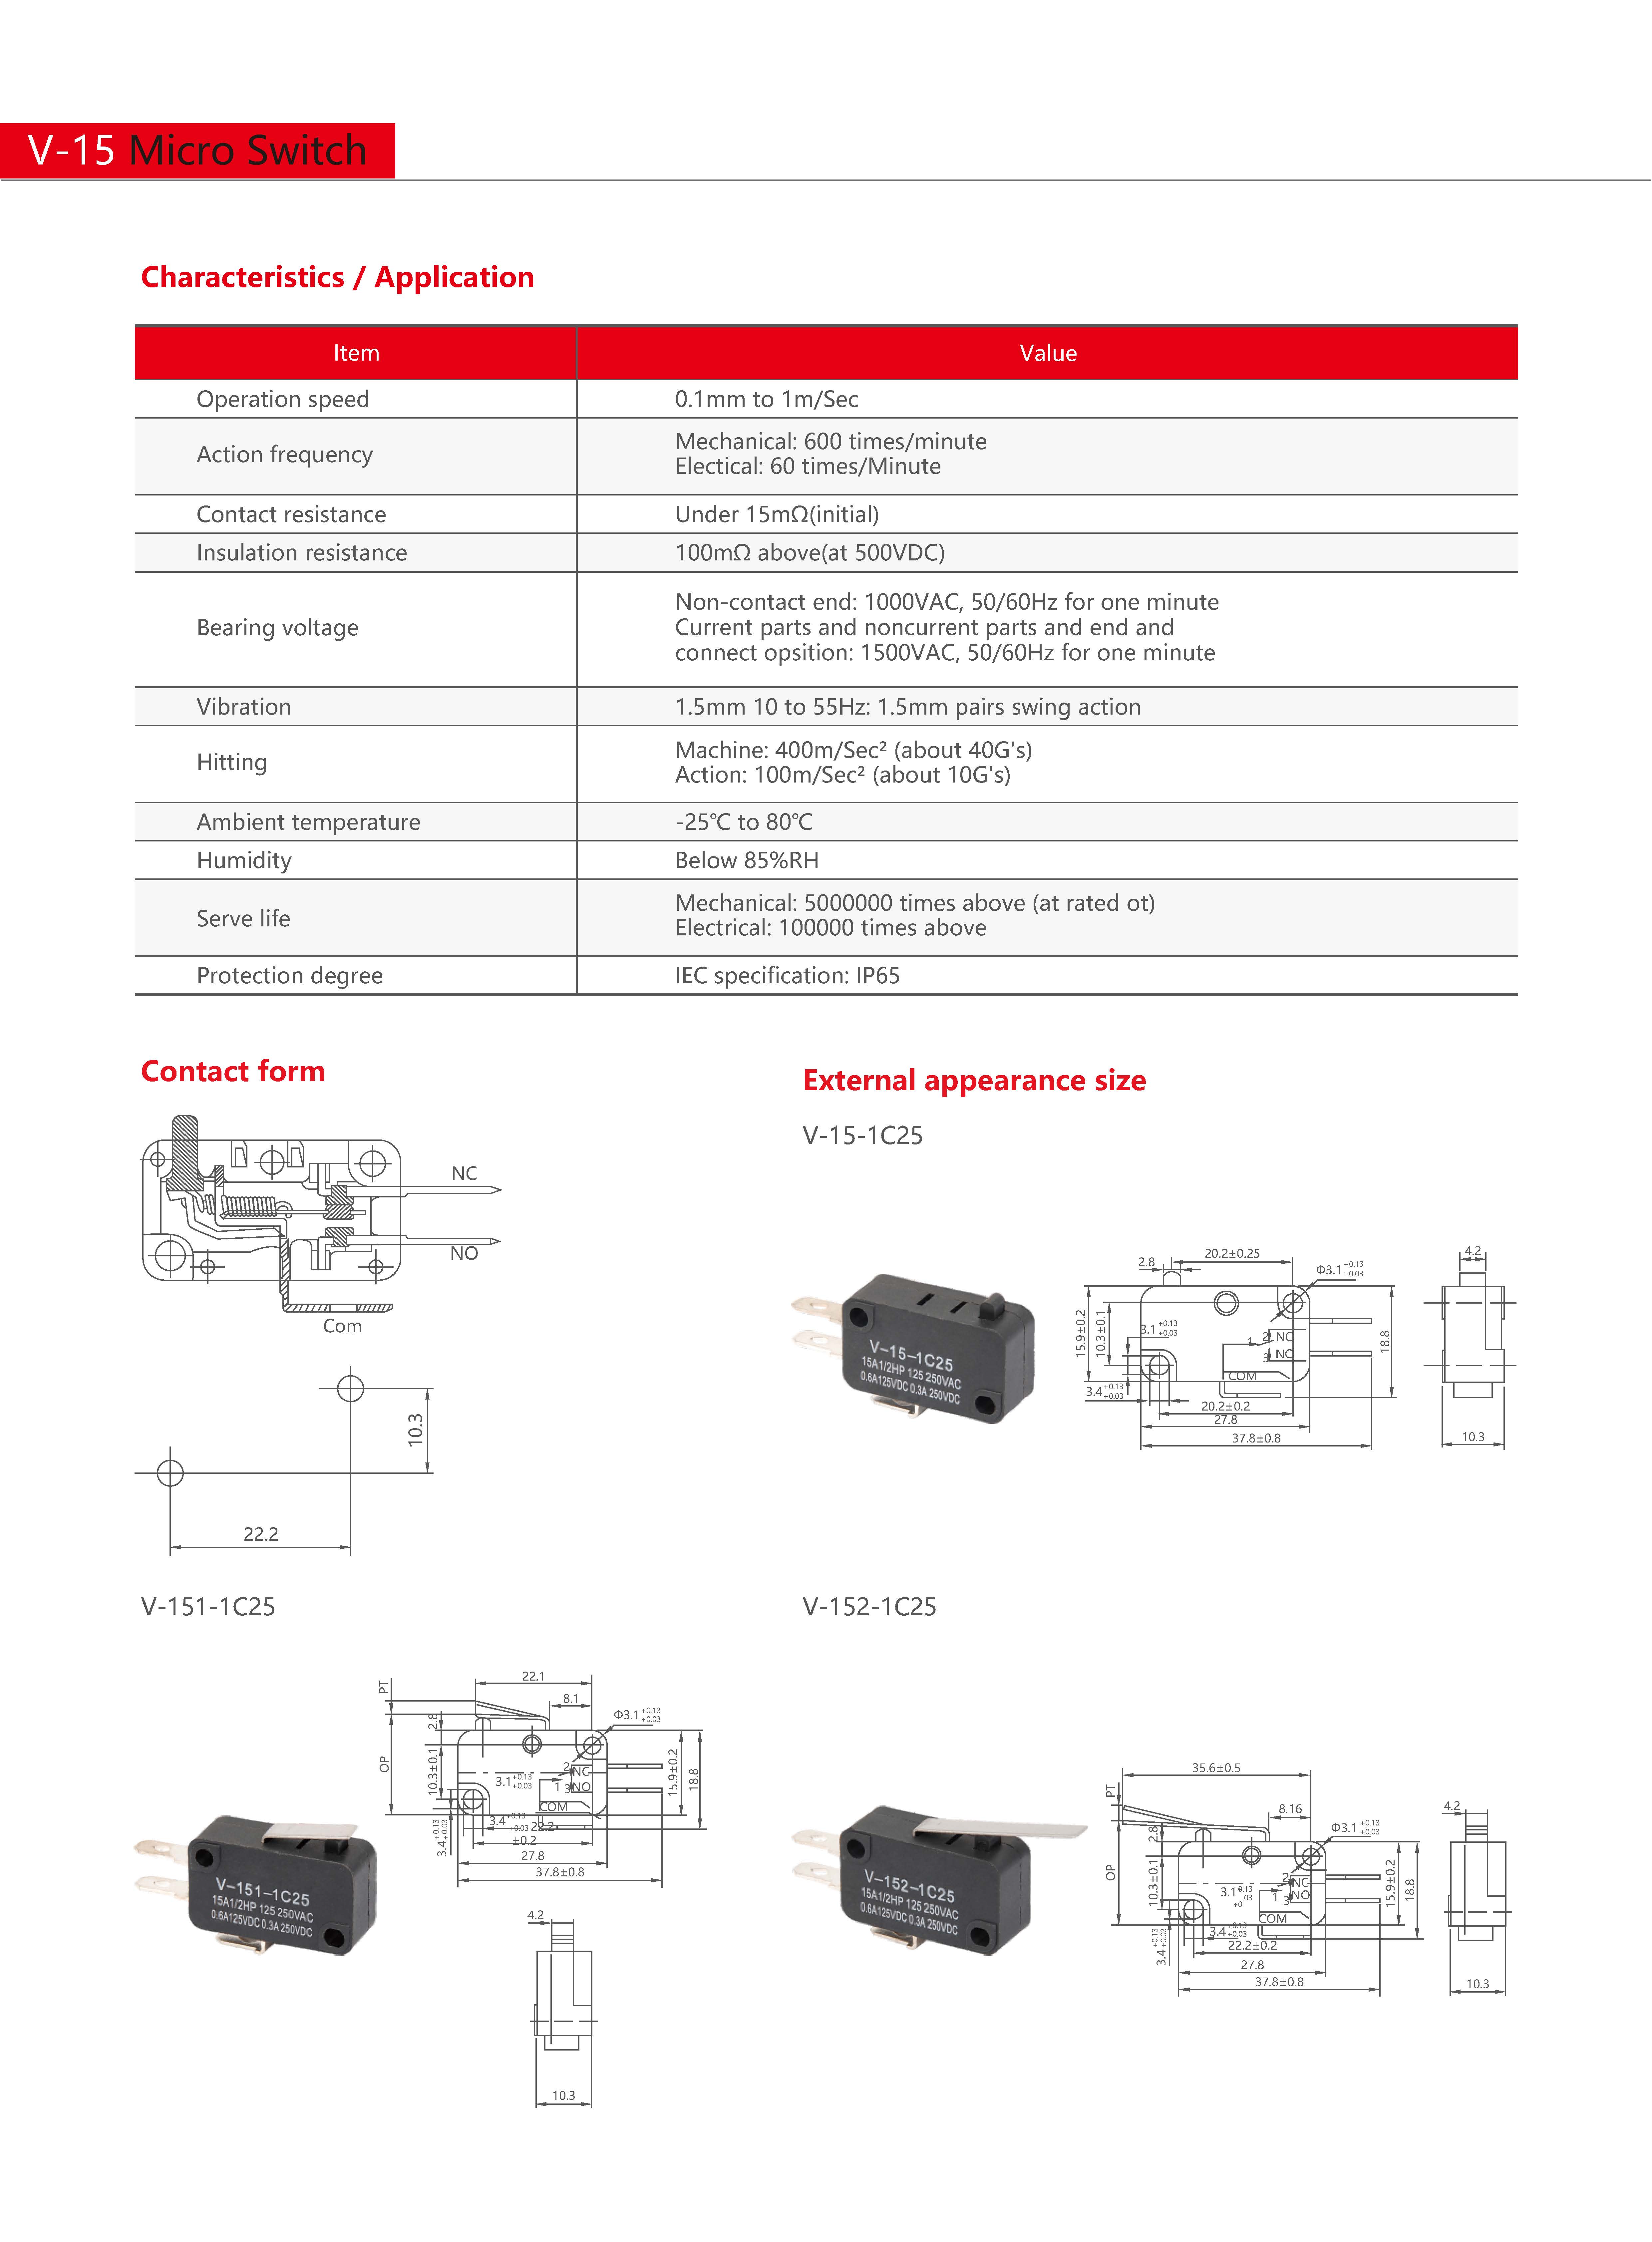 V-15 Micro Switch
Characteristics / Application
Item Value
Operation speed 0.1mm to 1m/Sec
Action frequency Mechanical: 600 times/minute
Electical: 60 times/Minute
Contact resistance Under 15mΩ(initial)
Insulation resistance 100mΩ above(at 500VDC)
Bearing voltage Non-contact end: 1000VAC, 50/60Hz for one minute
Current parts and noncurrent parts and end and
connect opsition: 1500VAC, 50/60Hz for one minute
Vibration 1.5mm 10 to 55Hz: 1.5mm pairs swing action
Hitting Machine: 400m/Sec² (about 40G's)
Action: 100m/Sec² (about 10G's)
Ambient temperature -25℃ to 80℃
Humidity Below 85%RH
Serve life Mechanical: 5000000 times above (at rated ot)
Electrical: 100000 times above
Protection degree IEC specification: IP65
Contact form
NC
NO
Com
10.3
22.2
External appearance size
V-15-1C25
V-15-1C25
15A1/2HP 125 250VAC
0.6A125VDC 0.3A 250VDC
2.8
20.2±0.25
Φ3.1 +0.13 +0.03
15.9±0.2
10.3±0.1
3.1 +0.13 +0.03
1 2 NC
3 NO
COM
18.8
3.4 +0.13 +0.03
20.2±0.2
27.8
37.8±0.8
4.2
10.3
V-151-1C25
V-151-1C25
15A1/2HP 125 250VAC
0.6A125VDC 0.3A 250VDC
PT
22.1
8.1
Φ3.1 +0.13 +0.03
2.8
OP
10.3±0.1
3.1 +0.13 +0.03
2 NC
1 3 NO
COM
15.9±0.2
18.8
3.4 +0.13 +0.03
3.4 +0.13 +0.03
22.2
±0.2
27.8
37.8±0.8
4.2
10.3
V-152-1C25
V-152-1C25
15A1/2HP 125 250VAC
0.6A125VDC 0.3A 250VDC
35.6±0.5
PT
8.16
Φ3.1 +0.13 +0.03
2.8
OP
10.3±0.1
3.1
2 NC
1 3 NO
COM
15.9±0.2
18.8
3.4 +0.13 +0.03
3.4 +0.13 +0.03
22.2±0.2
27.8
37.8±0.8
4.2
10.3